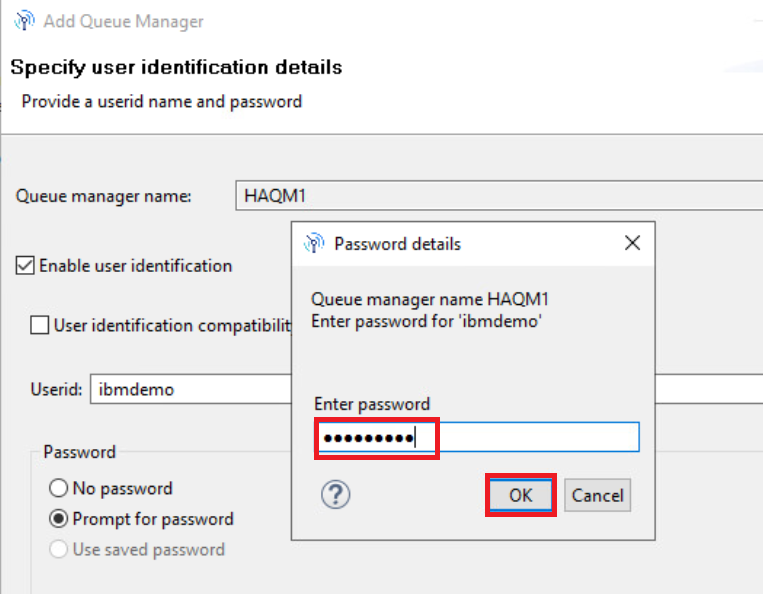 Add Queue Manager
Specify user identification details
Provide a userid name and password
Queue manager name: HAQM1
Enable user identification
User identification compatibilit
Userid: ibmdemo
Password
No password
Prompt for password
Use saved password
Password details
Queue manager name HAQM1
Enter password for 'ibmdemo'
Enter password
•••••••••
?
OK Cancel